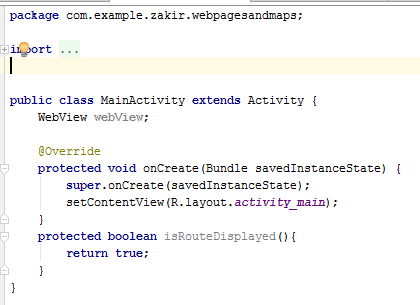 package com.example.zakir.webpagesandmaps;
import ...
public class MainActivity extends Activity {
WebView webView;
@Override
protected void onCreate(Bundle savedInstanceState) {
super.onCreate(savedInstanceState);
setContentView(R.layout.activity_main);
}
protected boolean isRouteDisplayed(){
return true;
}
}